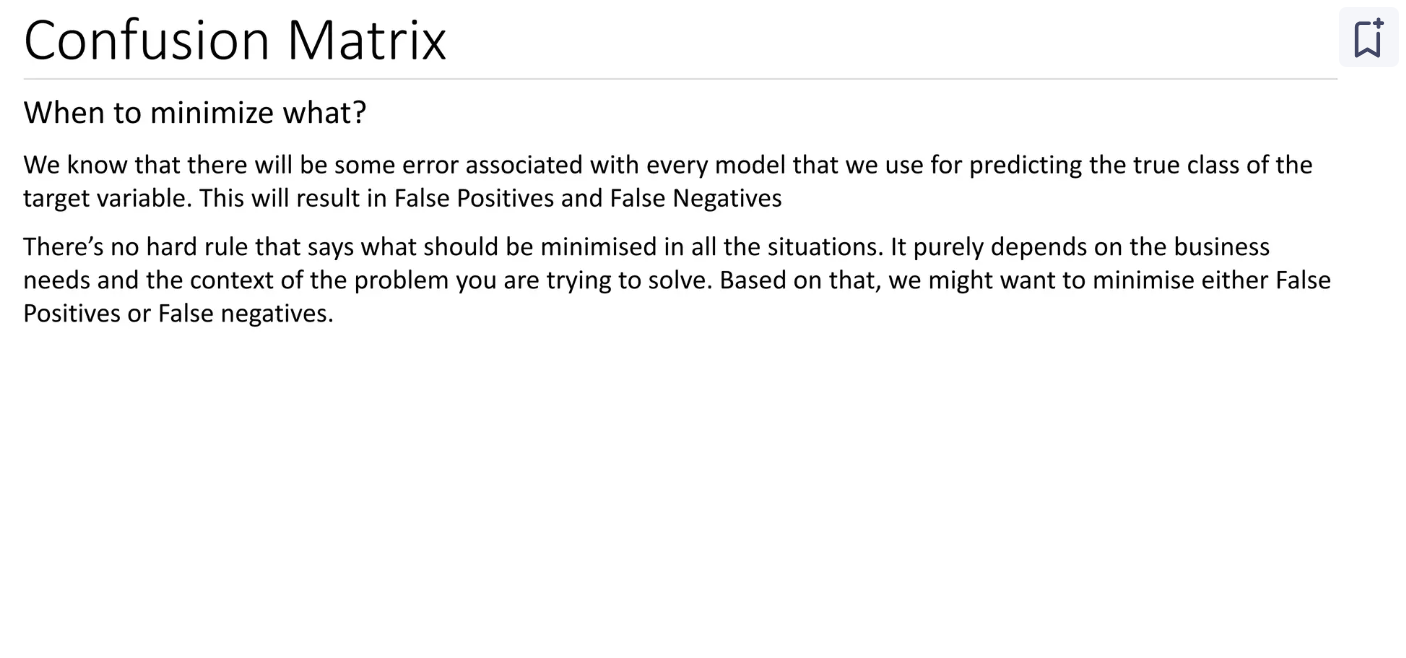 Confusion Matrix
When to minimize what?
We know that there will be some error associated with every model that we use for predicting the true class of the
target variable. This will result in False Positives and False Negatives
There’s no hard rule that says what should be minimised in all the situations. It purely depends on the business
needs and the context of the problem you are trying to solve. Based on that, we might want to minimise either False
Positives or False negatives.